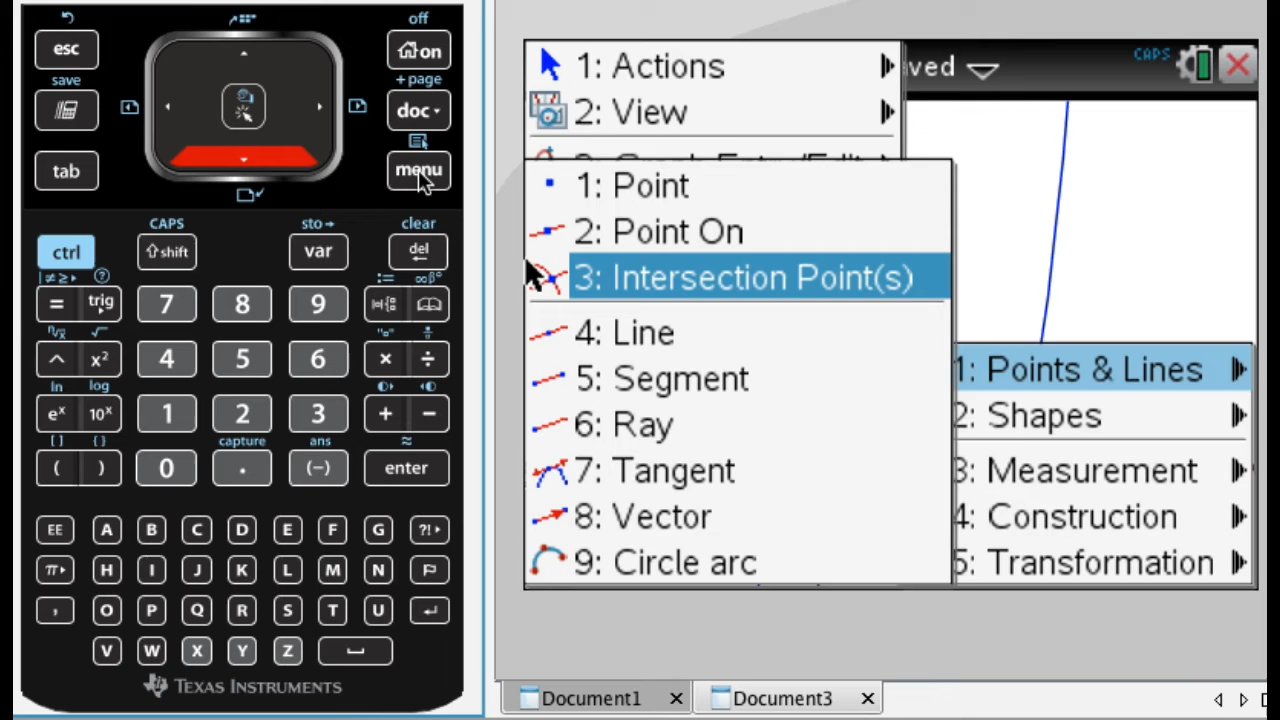 off
esc
on
save
+ page
doc
tab
menu
CAPS
sto→
clear
ctrl
shift
var
del
= trig 7 8 9
^ x² 4 5 6 × ÷
ln log
eˣ 10ˣ 1 2 3 + −
[ ] { } capture ans ≈
( ) 0 . (−) enter
EE A B C D E F G ?!
π H I J K L M N
, O P Q R S T U
V W X Y Z
TEXAS INSTRUMENTS
1: Actions
2: View
ved
CAPS
1: Point
2: Point On
3: Intersection Point(s)
4: Line
5: Segment
6: Ray
7: Tangent
8: Vector
9: Circle arc
1: Points & Lines
2: Shapes
3: Measurement
4: Construction
5: Transformation
Document1
Document3